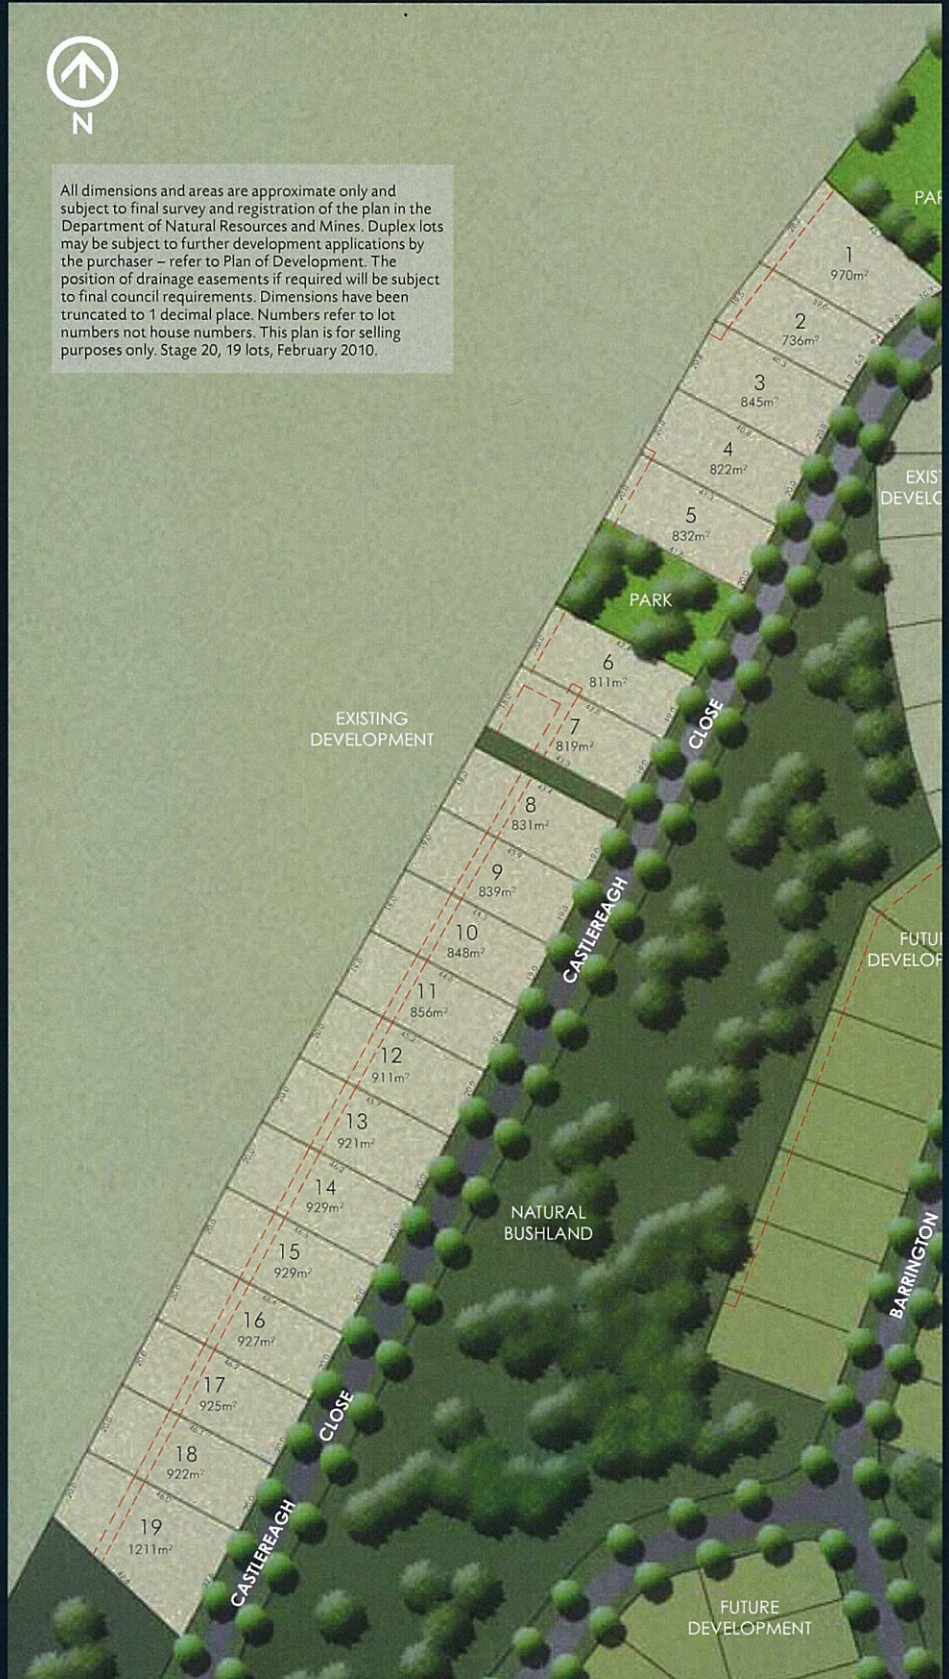 N
All dimensions and areas are approximate only and
subject to final survey and registration of the plan in the
Department of Natural Resources and Mines. Duplex lots
may be subject to further development applications by
the purchaser – refer to Plan of Development. The
position of drainage easements if required will be subject
to final council requirements. Dimensions have been
truncated to 1 decimal place. Numbers refer to lot
numbers not house numbers. This plan is for selling
purposes only. Stage 20, 19 lots, February 2010.
PAR
1
970m²
2
736m²
3
845m²
4
822m²
5
832m²
EXIST
DEVELO
PARK
6
811m²
7
819m²
EXISTING
DEVELOPMENT
CLOSE
8
831m²
9
839m²
CASTLEREAGH
10
848m²
FUTU
DEVELOP
11
856m²
12
911m²
13
921m²
14
929m²
NATURAL
BUSHLAND
15
929m²
BARRINGTON
16
927m²
17
925m²
CLOSE
18
922m²
19
1211m²
CASTLEREAGH
FUTURE
DEVELOPMENT